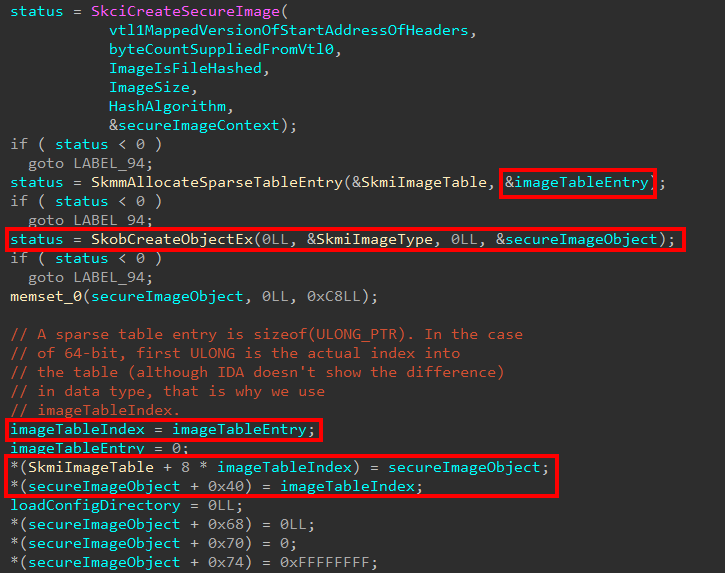 status = SkciCreateSecureImage(
vtl1MappedVersionOfStartAddressOfHeaders,
byteCountSuppliedFromVtl0,
ImageIsFileHashed,
ImageSize,
HashAlgorithm,
&secureImageContext);
if ( status < 0 )
goto LABEL_94;
status = SkmmAllocateSparseTableEntry(&SkmiImageTable, &imageTableEntry);
if ( status < 0 )
goto LABEL_94;
status = SkobCreateObjectEx(0LL, &SkmiImageType, 0LL, &secureImageObject);
if ( status < 0 )
goto LABEL_94;
memset_0(secureImageObject, 0LL, 0xC8LL);
// A sparse table entry is sizeof(ULONG_PTR). In the case
// of 64-bit, first ULONG is the actual index into
// the table (although IDA doesn't show the difference)
// in data type, that is why we use
// imageTableIndex.
imageTableIndex = imageTableEntry;
imageTableEntry = 0;
*(SkmiImageTable + 8 * imageTableIndex) = secureImageObject;
*(secureImageObject + 0x40) = imageTableIndex;
loadConfigDirectory = 0LL;
*(secureImageObject + 0x68) = 0LL;
*(secureImageObject + 0x70) = 0;
*(secureImageObject + 0x74) = 0xFFFFFFFF;